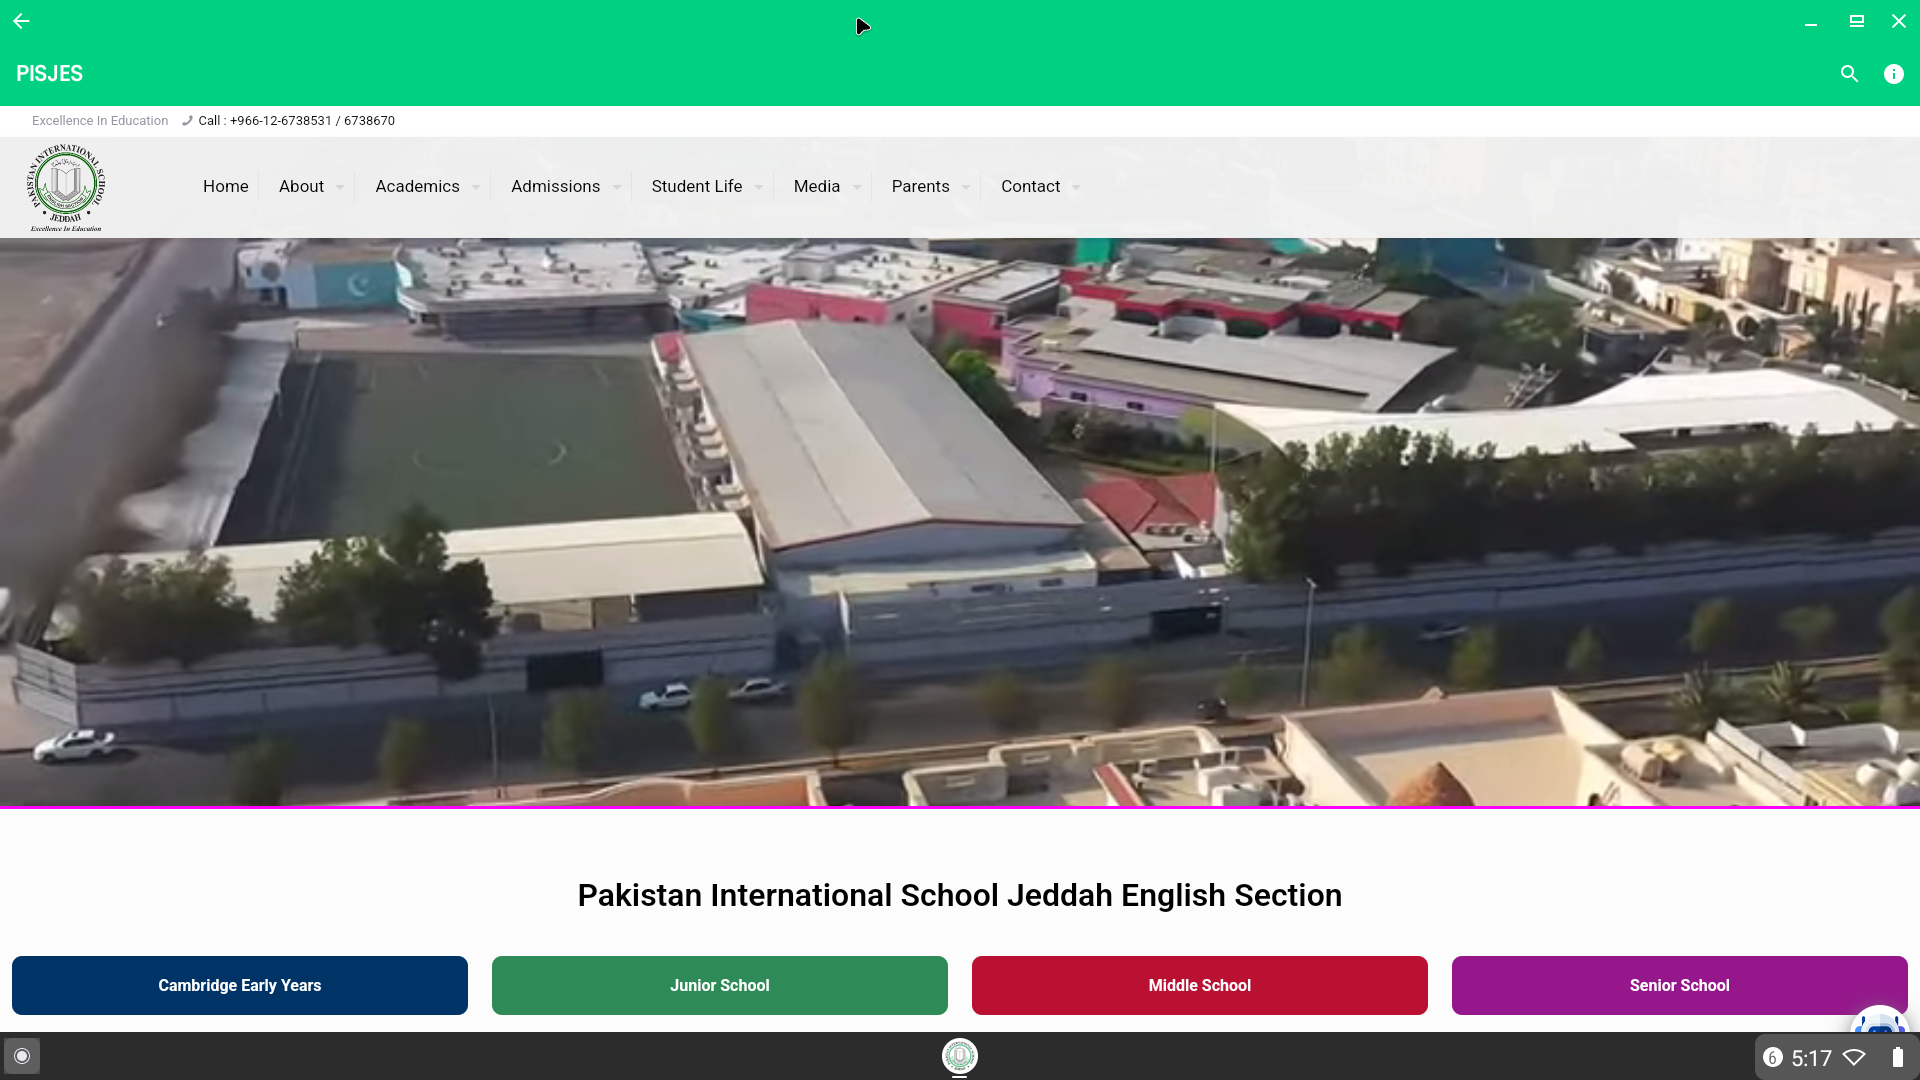 PISJES
Excellence In Education Call : +966-12-6738531 / 6738670
PAKISTAN INTERNATIONAL SCHOOL
JEDDAH
Excellence In Education
Home About Academics Admissions Student Life Media Parents Contact
Pakistan International School Jeddah English Section
Cambridge Early Years Junior School Middle School Senior School
6 5:17